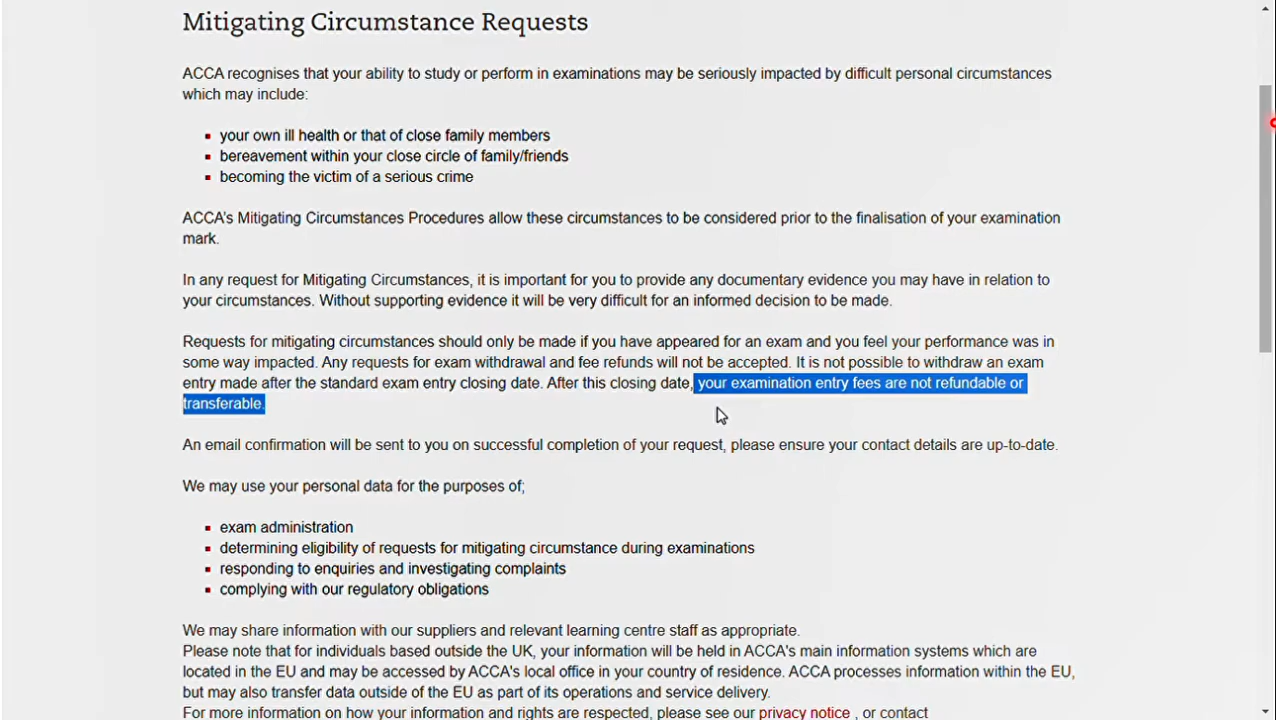 Mitigating Circumstance Requests
ACCA recognises that your ability to study or perform in examinations may be seriously impacted by difficult personal circumstances
which may include:
your own ill health or that of close family members
bereavement within your close circle of family/friends
becoming the victim of a serious crime
ACCA's Mitigating Circumstances Procedures allow these circumstances to be considered prior to the finalisation of your examination
mark.
In any request for Mitigating Circumstances, it is important for you to provide any documentary evidence you may have in relation to
your circumstances. Without supporting evidence it will be very difficult for an informed decision to be made.
Requests for mitigating circumstances should only be made if you have appeared for an exam and you feel your performance was in
some way impacted. Any requests for exam withdrawal and fee refunds will not be accepted. It is not possible to withdraw an exam
entry made after the standard exam entry closing date. After this closing date, your examination entry fees are not refundable or
transferable.
An email confirmation will be sent to you on successful completion of your request, please ensure your contact details are up-to-date.
We may use your personal data for the purposes of;
exam administration
determining eligibility of requests for mitigating circumstance during examinations
responding to enquiries and investigating complaints
complying with our regulatory obligations
We may share information with our suppliers and relevant learning centre staff as appropriate.
Please note that for individuals based outside the UK, your information will be held in ACCA's main information systems which are
located in the EU and may be accessed by ACCA's local office in your country of residence. ACCA processes information within the EU,
but may also transfer data outside of the EU as part of its operations and service delivery.
For more information on how your information and rights are respected, please see our privacy notice , or contact